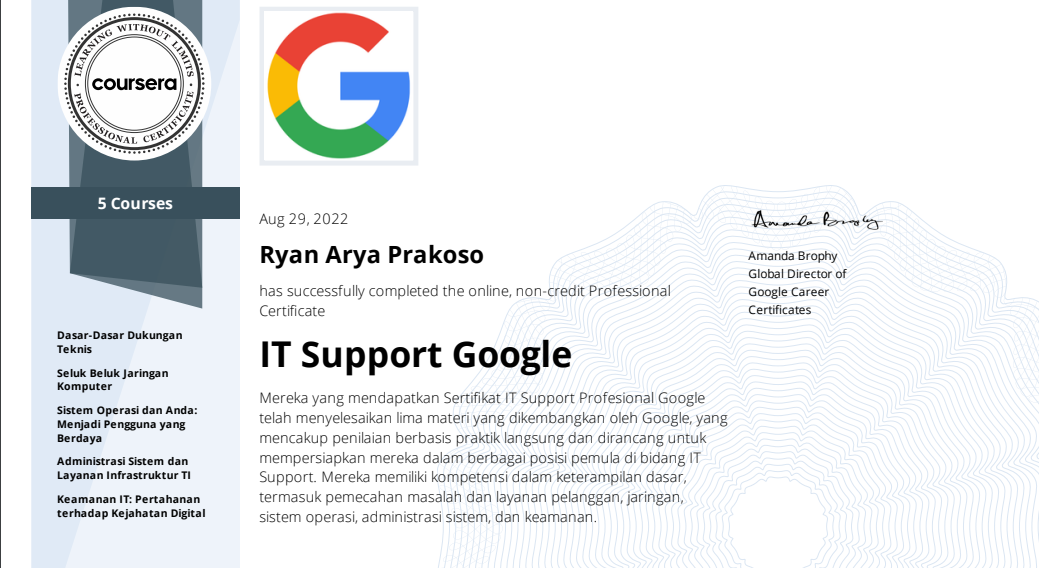 LEARNING WITHOUT LIMITS
coursera
PROFESSIONAL CERTIFICATE
5 Courses
Dasar-Dasar Dukungan
Teknis
Seluk Beluk Jaringan
Komputer
Sistem Operasi dan Anda:
Menjadi Pengguna yang
Berdaya
Administrasi Sistem dan
Layanan Infrastruktur TI
Keamanan IT: Pertahanan
terhadap Kejahatan Digital
G
Aug 29, 2022
Ryan Arya Prakoso
has successfully completed the online, non-credit Professional
Certificate
IT Support Google
Mereka yang mendapatkan Sertifikat IT Support Profesional Google
telah menyelesaikan lima materi yang dikembangkan oleh Google, yang
mencakup penilaian berbasis praktik langsung dan dirancang untuk
mempersiapkan mereka dalam berbagai posisi pemula di bidang IT
Support. Mereka memiliki kompetensi dalam keterampilan dasar,
termasuk pemecahan masalah dan layanan pelanggan, jaringan,
sistem operasi, administrasi sistem, dan keamanan.
Amanda Brophy
Amanda Brophy
Global Director of
Google Career
Certificates